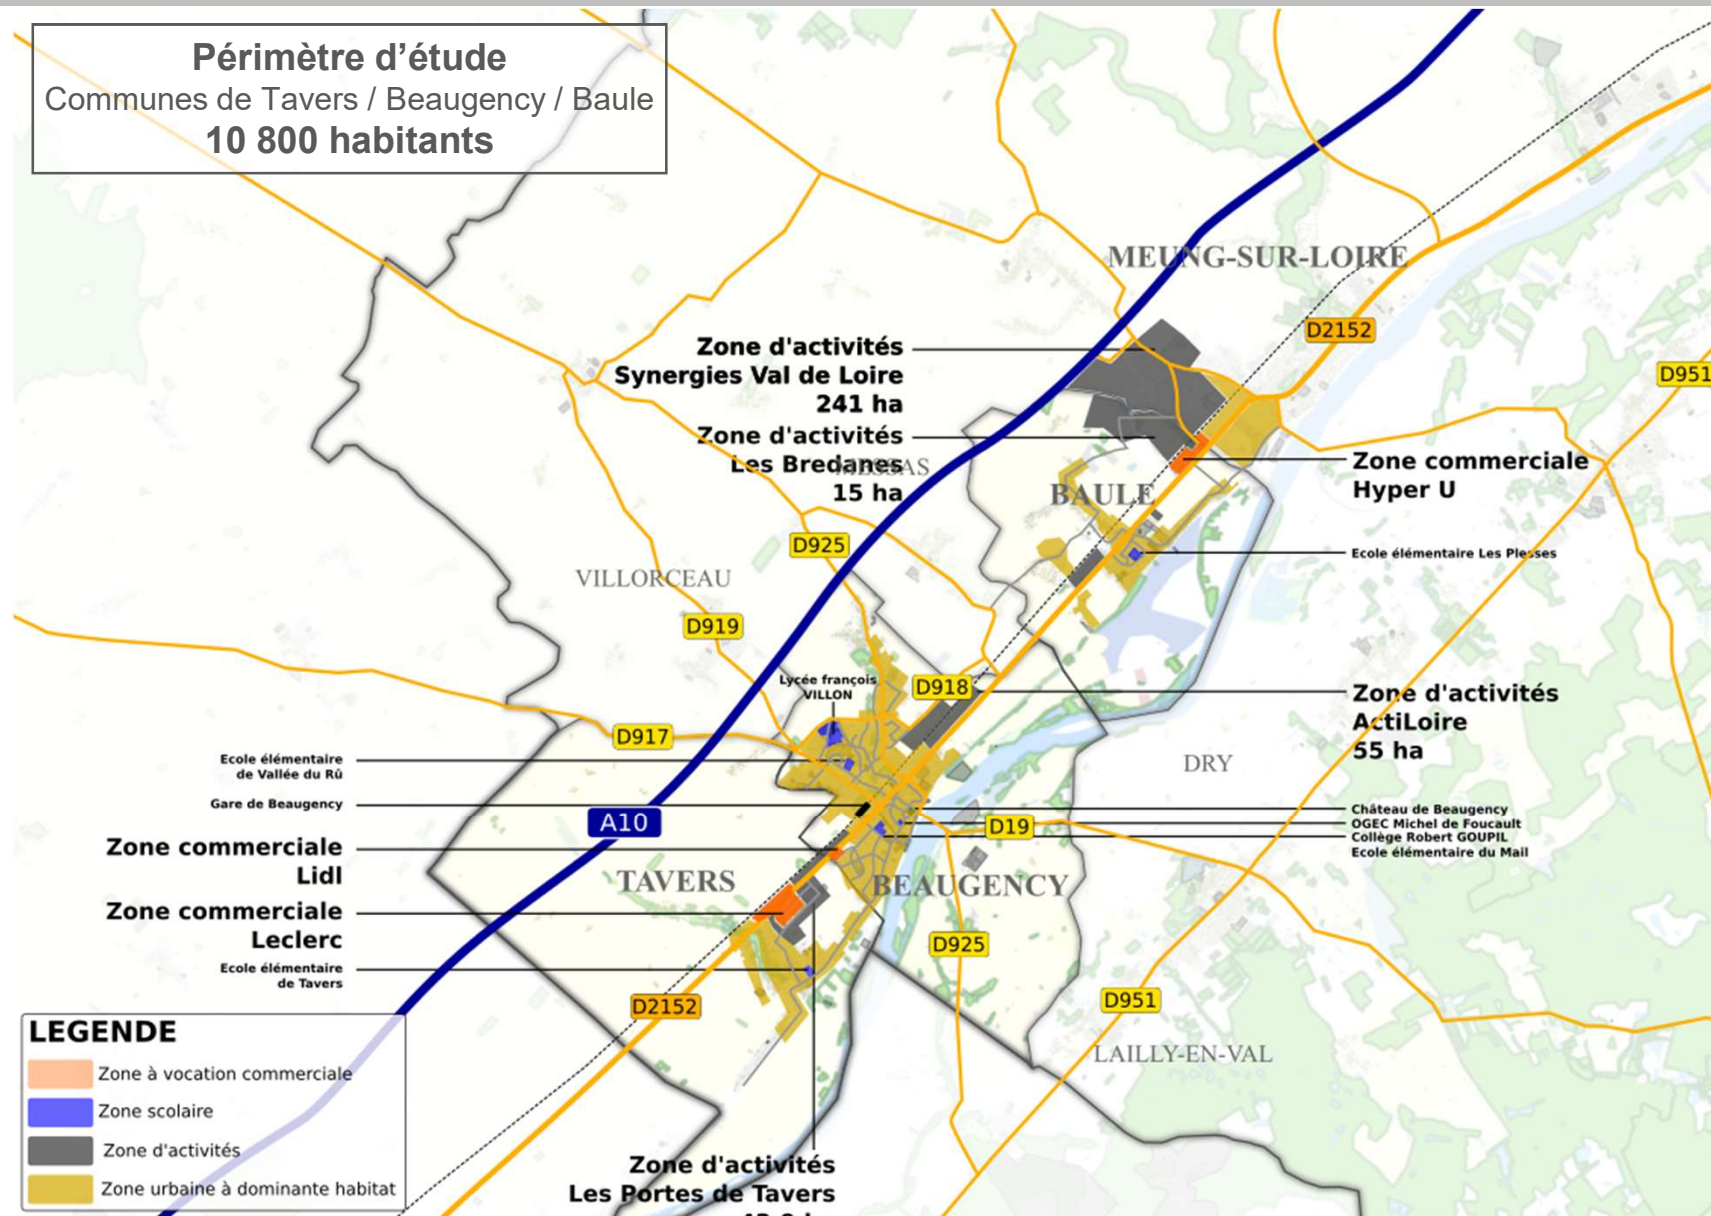 Périmètre d'étude
Communes de Tavers / Beaugency / Baule
10 800 habitants
MEUNG-SUR-LOIRE
D2152
D951
Zone d'activités
Synergies Val de Loire
241 ha
Zone d'activités
Les Bredanes
15 ha
MESSAS
Zone commerciale
Hyper U
BAULE
D925
Ecole élémentaire Les Plesses
VILLORCEAU
D919
Lycée françois
VILLON
D918
Zone d'activités
ActiLoire
55 ha
D917
Ecole élémentaire
de Vallée du Rû
DRY
Gare de Beaugency
A10
D19
Château de Beaugency
OGEC Michel de Foucault
Collège Robert GOUPIL
Ecole élémentaire du Mail
Zone commerciale
Lidl
TAVERS
BEAUGENCY
Zone commerciale
Leclerc
D925
Ecole élémentaire
de Tavers
D2152
D951
LAILLY-EN-VAL
LEGENDE
Zone à vocation commerciale
Zone scolaire
Zone d'activités
Zone urbaine à dominante habitat
Zone d'activités
Les Portes de Tavers